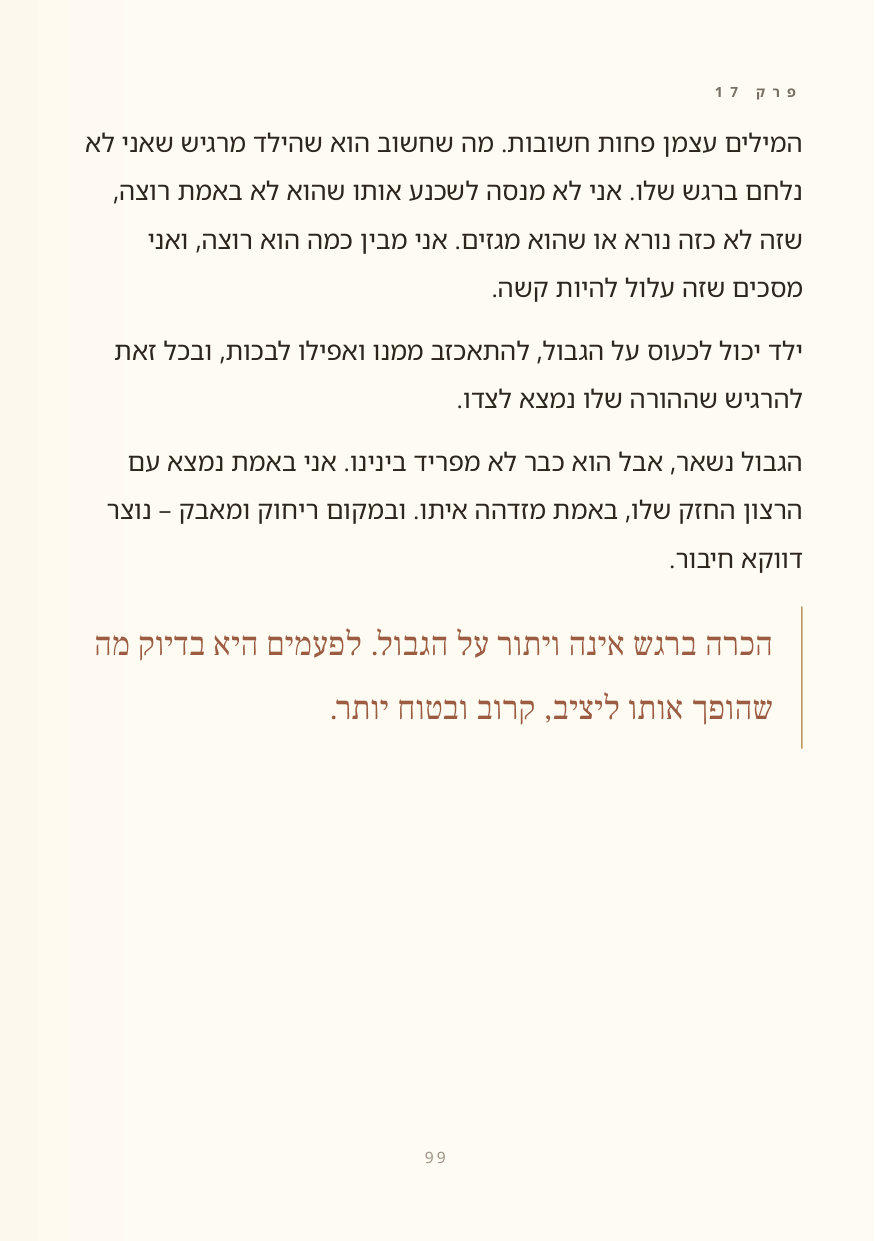 פרק 17
המילים עצמן פחות חשובות. מה שחשוב הוא שהילד מרגיש שאני לא
נלחם ברגש שלו. אני לא מנסה לשכנע אותו שהוא לא באמת רוצה,
שזה לא כזה נורא או שהוא מגזים. אני מבין כמה הוא רוצה, ואני
מסכים שזה עלול להיות קשה.
ילד יכול לכעוס על הגבול, להתאכזב ממנו ואפילו לבכות, ובכל זאת
להרגיש שההורה שלו נמצא לצדו.
הגבול נשאר, אבל הוא כבר לא מפריד בינינו. אני באמת נמצא עם
הרצון החזק שלו, באמת מזדהה איתו. ובמקום ריחוק ומאבק – נוצר
דווקא חיבור.
הכרה ברגש אינה ויתור על הגבול. לפעמים היא בדיוק מה
שהופך אותו ליציב, קרוב ובטוח יותר.
99